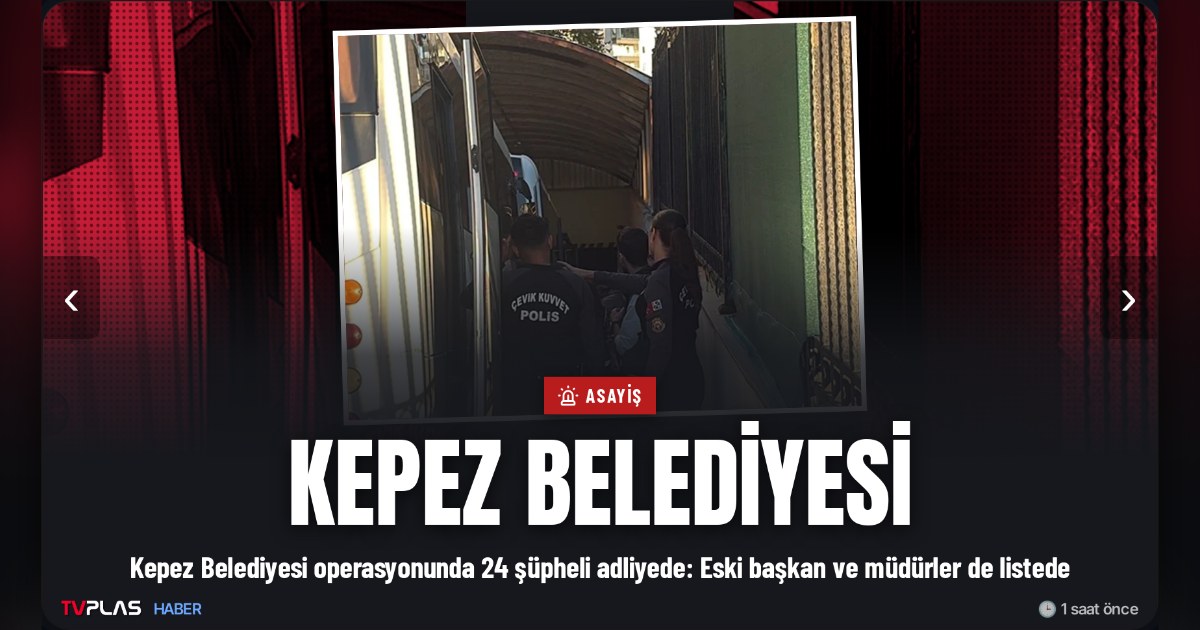 ÇEVİK KUVVET
POLİS
ASAYİŞ
KEPEZ BELEDİYESİ
Kepez Belediyesi operasyonunda 24 şüpheli adliyede: Eski başkan ve müdürler de listede
TVPLAS HABER
1 saat önce